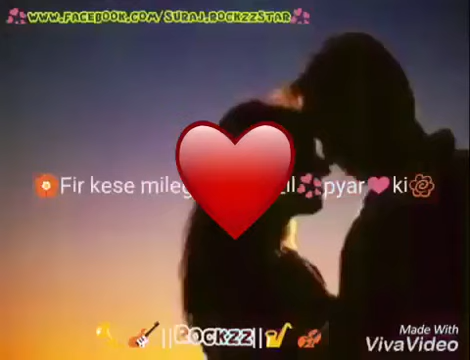 💞www.facebook.com/Suraj.rockzzstar💞
🏵️Fir kese mileg 💞pyar❤ki🏵️
🎸||Rockzz||🎷🎻
Made With
VivaVideo